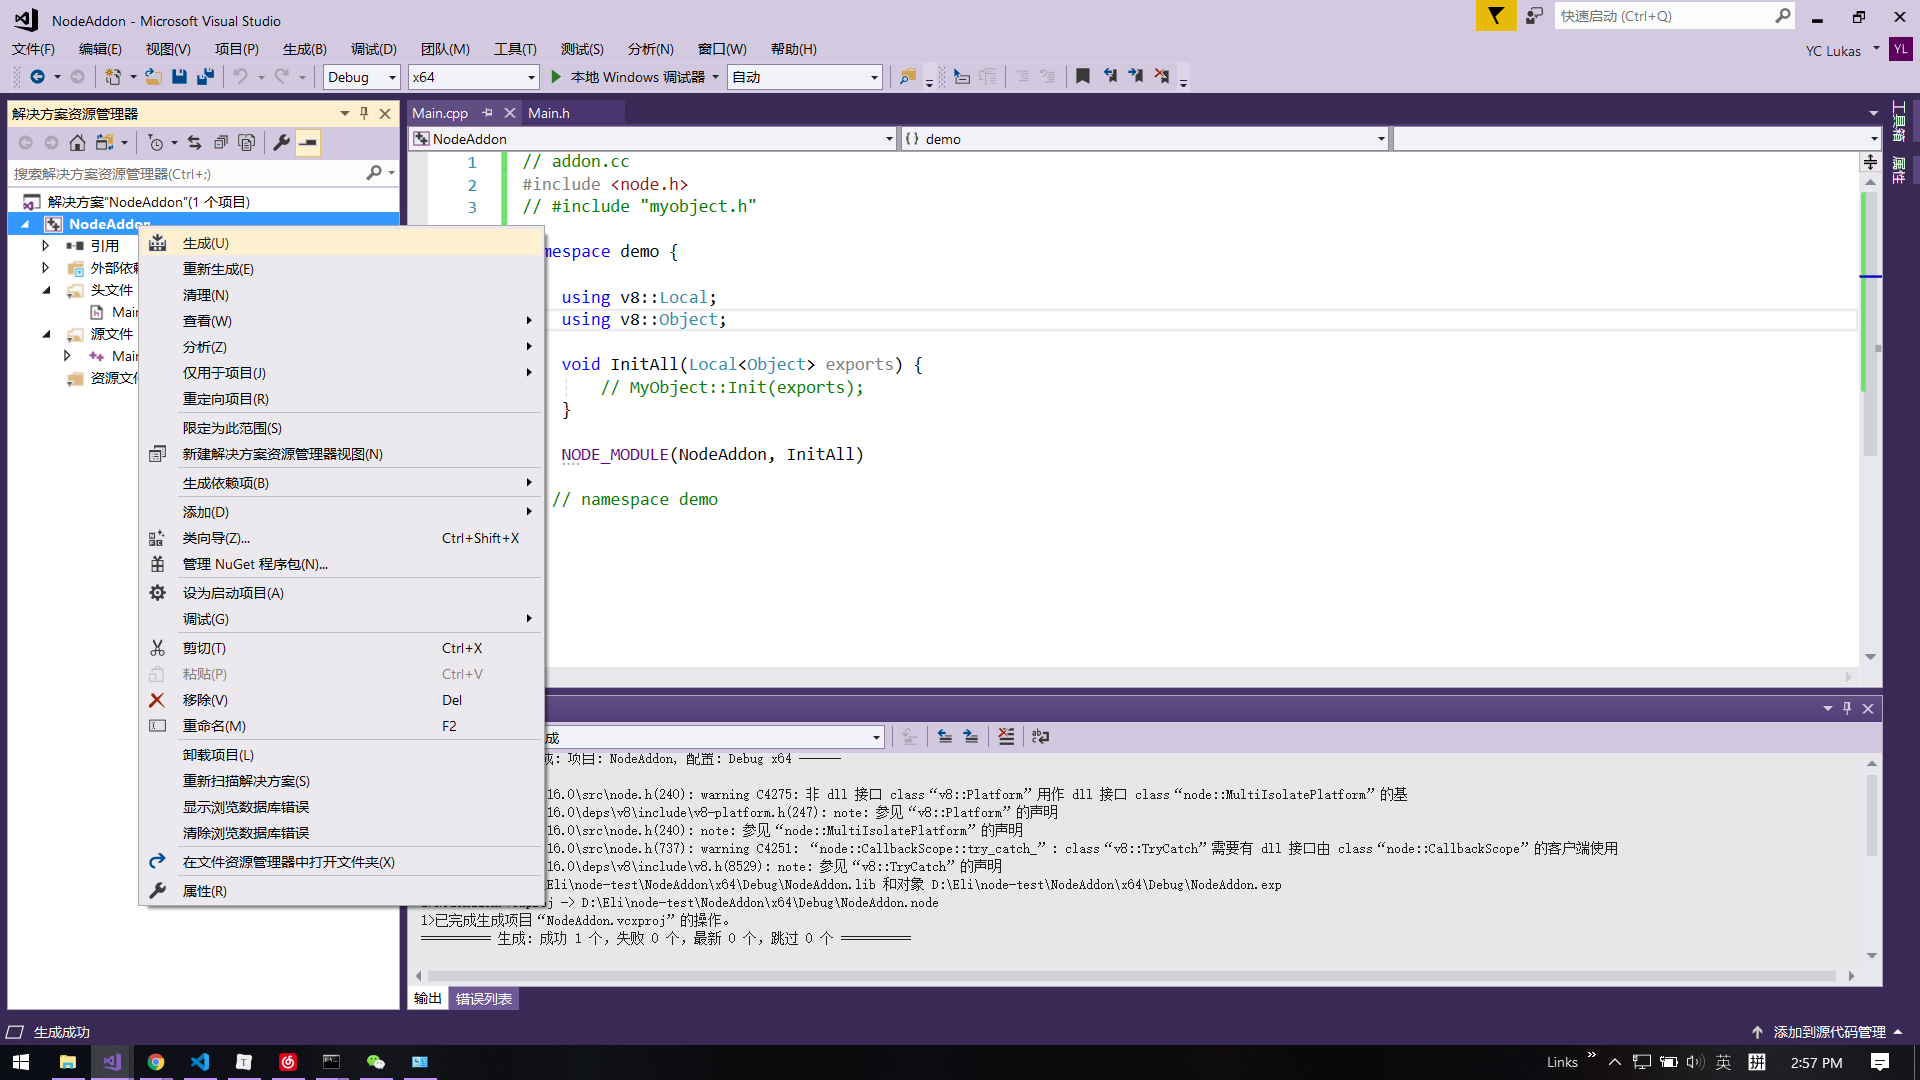 NodeAddon - Microsoft Visual Studio
快速启动 (Ctrl+Q)
文件(F) 编辑(E) 视图(V) 项目(P) 生成(B) 调试(D) 团队(M) 工具(T) 测试(S) 分析(N) 窗口(W) 帮助(H)
YC Lukas YL
Debug x64 本地 Windows 调试器 自动
解决方案资源管理器
搜索解决方案资源管理器(Ctrl+;)
解决方案"NodeAddon"(1 个项目)
NodeAddon
引用
外部依
头文件
Main
源文件
Main
资源文
生成(U)
重新生成(E)
清理(N)
查看(W)
分析(Z)
仅用于项目(J)
重定向项目(R)
限定为此范围(S)
新建解决方案资源管理器视图(N)
生成依赖项(B)
添加(D)
类向导(Z)... Ctrl+Shift+X
管理 NuGet 程序包(N)...
设为启动项目(A)
调试(G)
剪切(T) Ctrl+X
粘贴(P) Ctrl+V
移除(V) Del
重命名(M) F2
卸载项目(L)
重新扫描解决方案(S)
显示浏览数据库错误
清除浏览数据库错误
在文件资源管理器中打开文件夹(X)
属性(R)
Main.cpp Main.h
NodeAddon { } demo
1 // addon.cc
2 #include <node.h>
3 // #include "myobject.h"
mespace demo {
using v8::Local;
using v8::Object;
void InitAll(Local<Object> exports) {
// MyObject::Init(exports);
}
NODE_MODULE(NodeAddon, InitAll)
// namespace demo
工具箱
属性
成
: 项目: NodeAddon, 配置: Debug x64 ------
16.0\src\node.h(240): warning C4275: 非 dll 接口 class“v8::Platform”用作 dll 接口 class“node::MultiIsolatePlatform”的基
16.0\deps\v8\include\v8-platform.h(247): note: 参见“v8::Platform”的声明
16.0\src\node.h(240): note: 参见“node::MultiIsolatePlatform”的声明
16.0\src\node.h(737): warning C4251: “node::CallbackScope::try_catch_”: class“v8::TryCatch”需要有 dll 接口由 class“node::CallbackScope”的客户端使用
16.0\deps\v8\include\v8.h(8529): note: 参见“v8::TryCatch”的声明
Eli\node-test\NodeAddon\x64\Debug\NodeAddon.lib 和对象 D:\Eli\node-test\NodeAddon\x64\Debug\NodeAddon.exp
-> D:\Eli\node-test\NodeAddon\x64\Debug\NodeAddon.node
1>已完成生成项目“NodeAddon.vcxproj”的操作。
========== 生成: 成功 1 个，失败 0 个，最新 0 个，跳过 0 个 ==========
输出 错误列表
生成成功
添加到源代码管理
Links 英 拼 2:57 PM